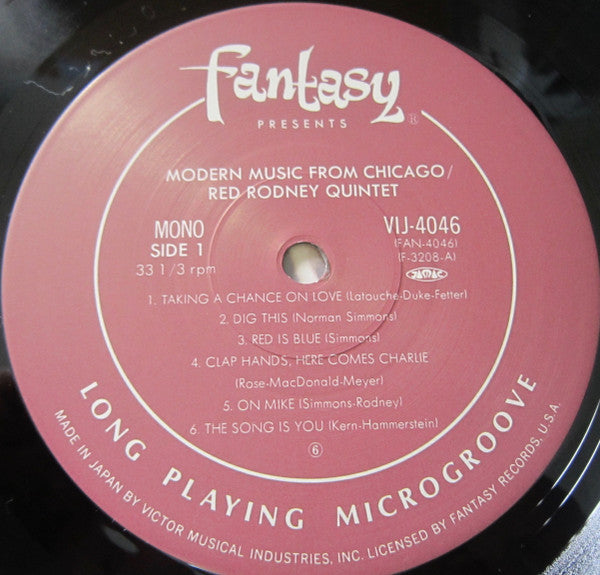 fantasy
®
PRESENTS
MODERN MUSIC FROM CHICAGO/
RED RODNEY QUINTET
MONO
SIDE 1
33 1/3 rpm
VIJ-4046
(FAN-4046)
(F-3208-A)
JASRAC
1. TAKING A CHANCE ON LOVE (Latouche-Duke-Fetter)
2. DIG THIS (Norman Simmons)
3. RED IS BLUE (Simmons)
4. CLAP HANDS, HERE COMES CHARLIE
(Rose-MacDonald-Meyer)
5. ON MIKE (Simmons-Rodney)
6. THE SONG IS YOU (Kern-Hammerstein)
⑥
LONG PLAYING MICROGROOVE
MADE IN JAPAN BY VICTOR MUSICAL INDUSTRIES, INC. LICENSED BY FANTASY RECORDS, U.S.A.